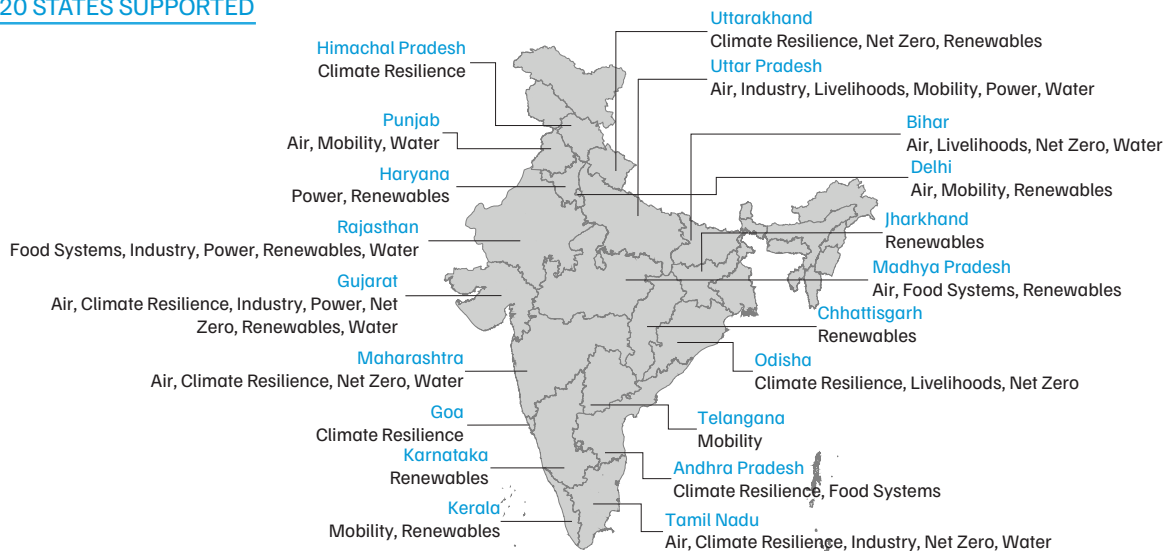 20 STATES SUPPORTED
Himachal Pradesh
Climate Resilience
Punjab
Air, Mobility, Water
Haryana
Power, Renewables
Rajasthan
Food Systems, Industry, Power, Renewables, Water
Gujarat
Air, Climate Resilience, Industry, Power, Net
Zero, Renewables, Water
Maharashtra
Air, Climate Resilience, Net Zero, Water
Goa
Climate Resilience
Karnataka
Renewables
Kerala
Mobility, Renewables
Uttarakhand
Climate Resilience, Net Zero, Renewables
Uttar Pradesh
Air, Industry, Livelihoods, Mobility, Power, Water
Bihar
Air, Livelihoods, Net Zero, Water
Delhi
Air, Mobility, Renewables
Jharkhand
Renewables
Madhya Pradesh
Air, Food Systems, Renewables
Chhattisgarh
Renewables
Odisha
Climate Resilience, Livelihoods, Net Zero
Telangana
Mobility
Andhra Pradesh
Climate Resilience, Food Systems
Tamil Nadu
Air, Climate Resilience, Industry, Net Zero, Water